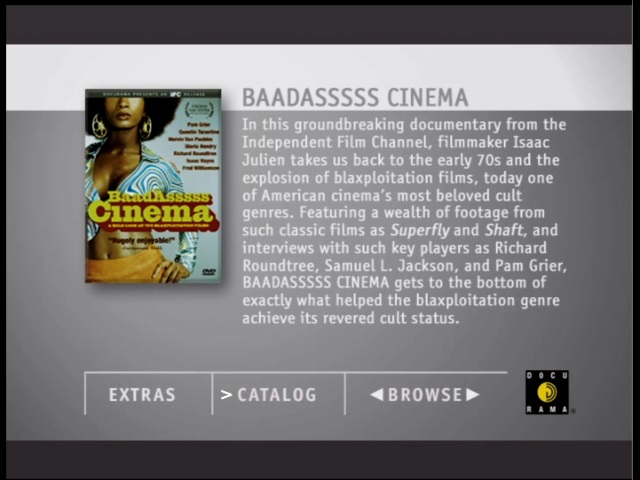 DOCURAMA PRESENTS AN IFC RELEASE
Pam Grier
Quentin Tarantino
Melvin Van Peebles
Gloria Hendry
Richard Roundtree
Isaac Hayes
Fred Williamson
BaadAsssss
Cinema
A BOLD LOOK AT 70'S BLAXPLOITATION FILMS
"Hugely enjoyable!"
DVD
BAADASSSSS CINEMA
In this groundbreaking documentary from the
Independent Film Channel, filmmaker Isaac
Julien takes us back to the early 70s and the
explosion of blaxploitation films, today one
of American cinema's most beloved cult
genres. Featuring a wealth of footage from
such classic films as Superfly and Shaft, and
interviews with such key players as Richard
Roundtree, Samuel L. Jackson, and Pam Grier,
BAADASSSSS CINEMA gets to the bottom of
exactly what helped the blaxploitation genre
achieve its revered cult status.
EXTRAS
>CATALOG
◀BROWSE▶
DOCU
RAMA®